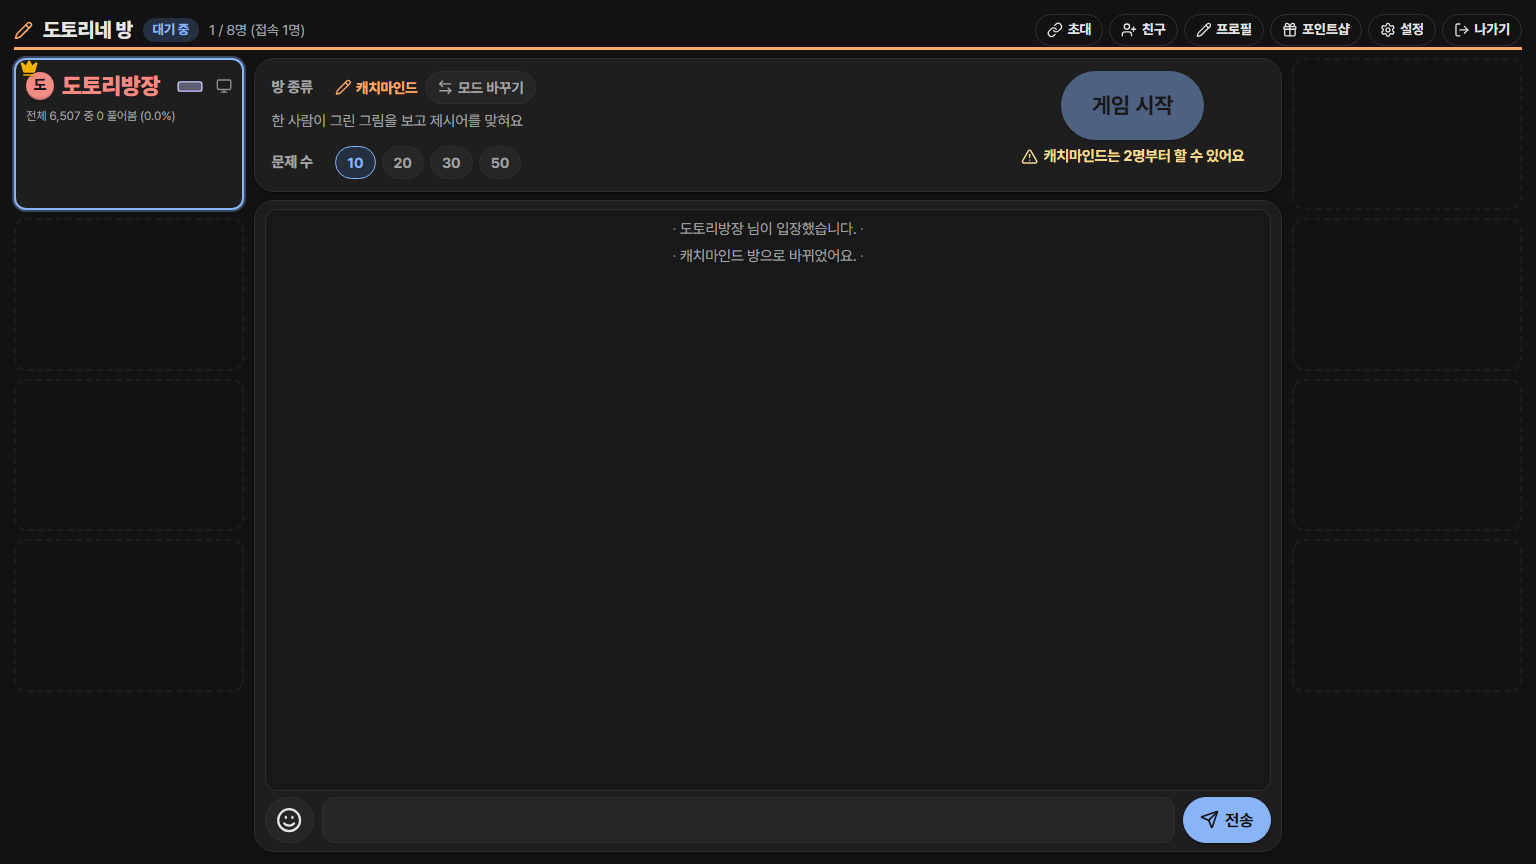 도토리네 방 대기 중 1 / 8명 (접속 1명) 초대 친구 프로필 포인트샵 설정 나가기
도 도토리방장
전체 6,507 중 0 풀어봄 (0.0%)
방 종류 캐치마인드 모드 바꾸기
한 사람이 그린 그림을 보고 제시어를 맞혀요
문제 수 10 20 30 50
게임 시작
캐치마인드는 2명부터 할 수 있어요
· 도토리방장 님이 입장했습니다. ·
· 캐치마인드 방으로 바뀌었어요. ·
전송